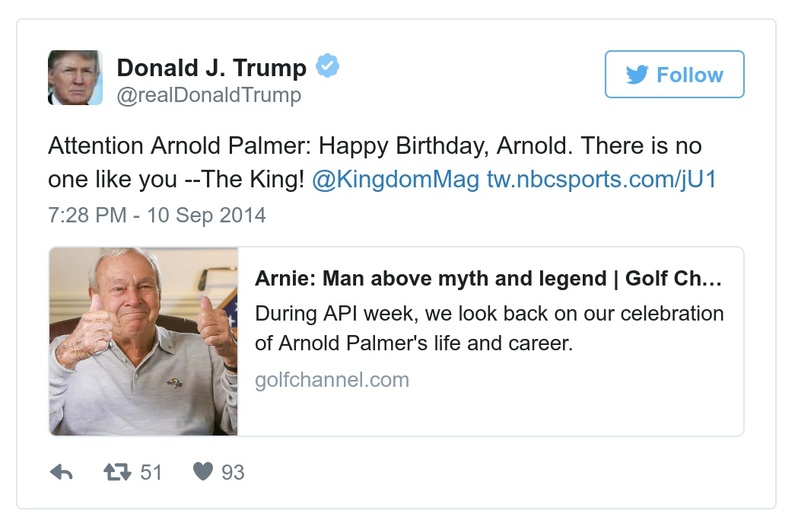 Donald J. Trump
@realDonaldTrump
Follow
Attention Arnold Palmer: Happy Birthday, Arnold. There is no
one like you --The King! @KingdomMag tw.nbcsports.com/jU1
7:28 PM - 10 Sep 2014
Arnie: Man above myth and legend | Golf Ch...
During API week, we look back on our celebration
of Arnold Palmer's life and career.
golfchannel.com
51 93